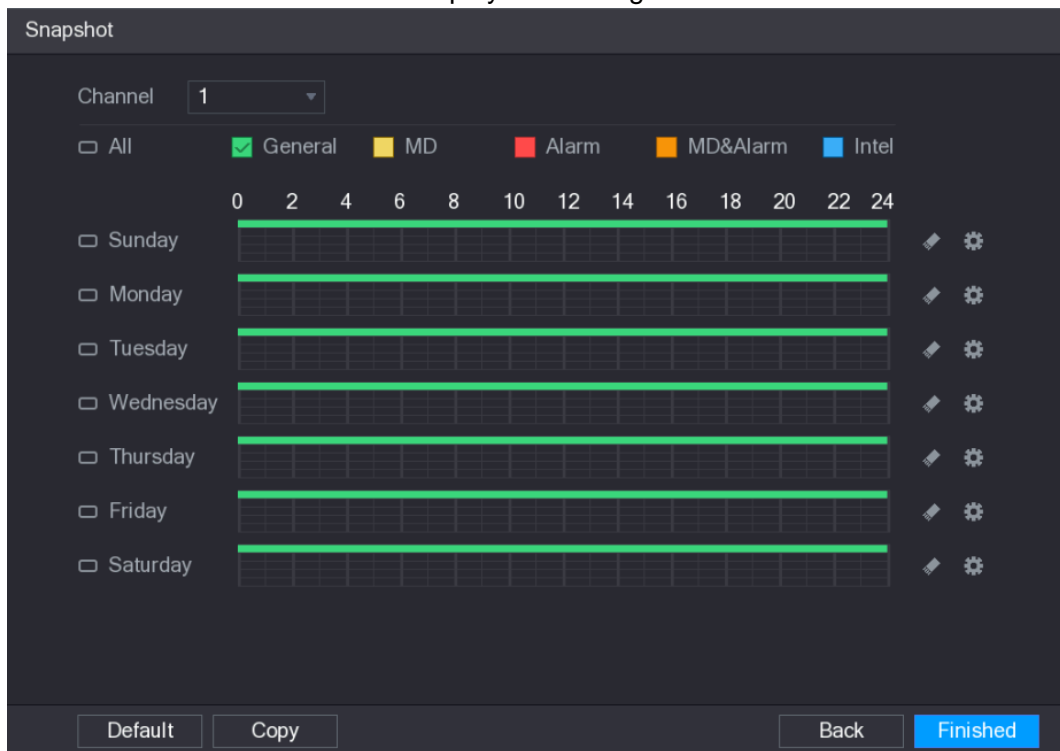 Snapshot
Channel 1
All General MD Alarm MD&Alarm Intel
0 2 4 6 8 10 12 14 16 18 20 22 24
Sunday
Monday
Tuesday
Wednesday
Thursday
Friday
Saturday
Default Copy Back Finished